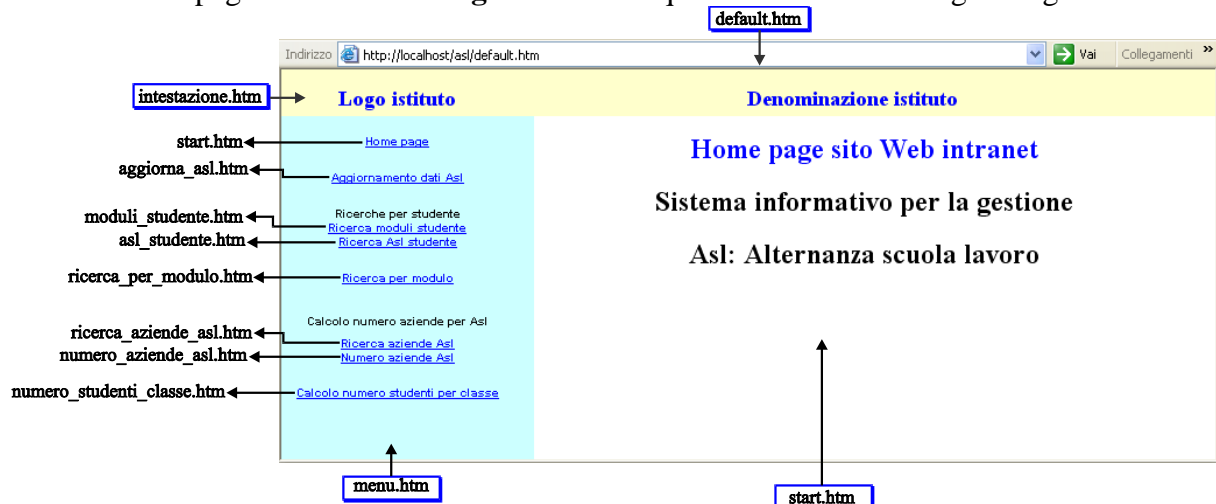 default.htm
Indirizzo http://localhost/asl/default.htm Vai Collegamenti »
intestazione.htm Logo istituto Denominazione istituto
start.htm Home page Home page sito Web intranet
aggiorna_asl.htm Aggiornamento dati Asl Sistema informativo per la gestione
Ricerche per studente
moduli_studente.htm Ricerca moduli studente
asl_studente.htm Ricerca Asl studente Asl: Alternanza scuola lavoro
ricerca_per_modulo.htm Ricerca per modulo
Calcolo numero aziende per Asl
ricerca_aziende_asl.htm Ricerca aziende Asl
numero_aziende_asl.htm Numero aziende Asl
numero_studenti_classe.htm Calcolo numero studenti per classe
menu.htm start.htm